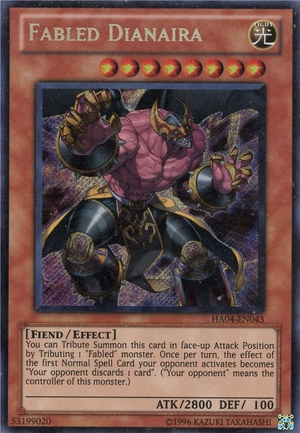 FABLED DIANAIRA
LIGHT
光
HA04-EN043
[FIEND / EFFECT]
You can Tribute Summon this card in face-up Attack Position
by Tributing 1 "Fabled" monster. Once per turn, the effect of
the first Normal Spell Card your opponent activates becomes
"Your opponent discards 1 card". ("Your opponent" means the
controller of this monster.)
ATK/2800 DEF/ 100
53199020
©1996 KAZUKI TAKAHASHI